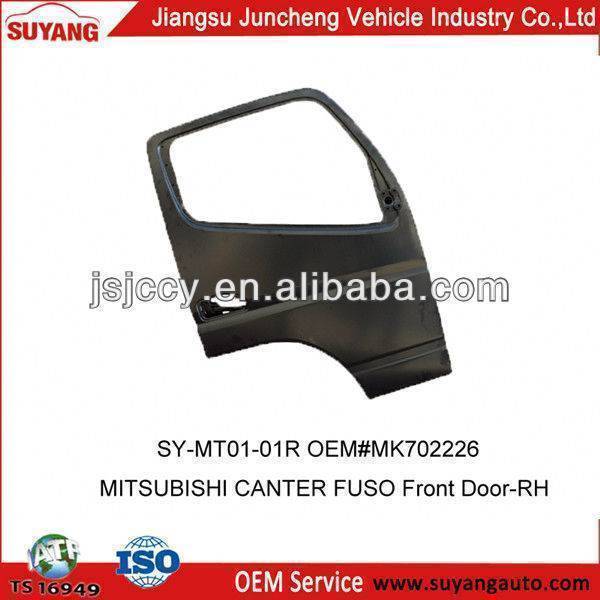 SUYANG
Jiangsu Juncheng Vehicle Industry Co.,Ltd.
jsjccy.en.alibaba.com
SY-MT01-01R OEM#MK702226
MITSUBISHI CANTER FUSO Front Door-RH
IATF
TS 16949
ISO
OEM Service
www.suyangauto.com